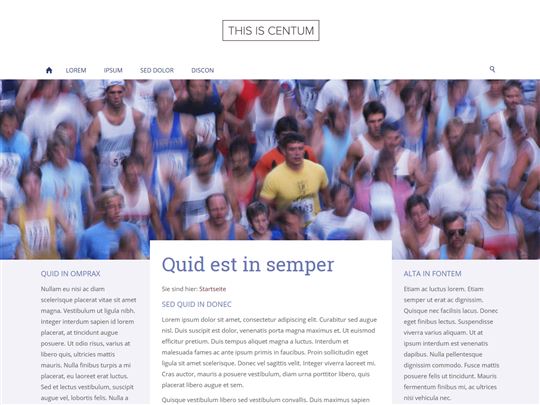 THIS IS CENTUM
LOREM IPSUM SED DOLOR DISCON
Quid est in semper
Sie sind hier: Startseite
SED QUID IN DONEC
Lorem ipsum dolor sit amet, consectetur adipiscing elit. Curabitur sed augue
nisl. Duis suscipit est dolor, venenatis porta magna maximus et. Ut euismod
efficitur pretium. Duis tempus aliquet magna a luctus. Interdum et
malesuada fames ac ante ipsum primis in faucibus. Proin sollicitudin eget
ligula sit amet scelerisque. Donec vel sagittis velit. Integer viverra laoreet mi.
Cras auctor, mauris a posuere vestibulum, diam urna porttitor libero, quis
placerat libero augue et sem.
Quisque vestibulum libero sed vestibulum convallis. Duis maximus sapien
QUID IN OMPRAX
Nullam eu nisi ac diam
scelerisque placerat vitae sit amet
magna. Vestibulum ut ligula nibh.
Integer interdum sapien id lorem
placerat, at tincidunt augue
posuere. Ut odio risus, varius at
libero quis, ultricies mattis
mauris. Nulla finibus turpis a mi
placerat, eu laoreet erat luctus.
Sed et lectus vestibulum, suscipit
augue vel, lobortis felis. Nulla a
ALTA IN FONTEM
Etiam ac luctus lorem. Etiam
semper ut erat ac dignissim.
Quisque nec facilisis lacus. Donec
eget finibus lectus. Suspendisse
viverra varius aliquam. Ut at
ipsum interdum est venenatis
dapibus. Nulla pellentesque
dignissim commodo. Fusce mattis
posuere felis ut tincidunt. Mauris
fermentum finibus mi, ac ultrices
nisi vehicula nec.